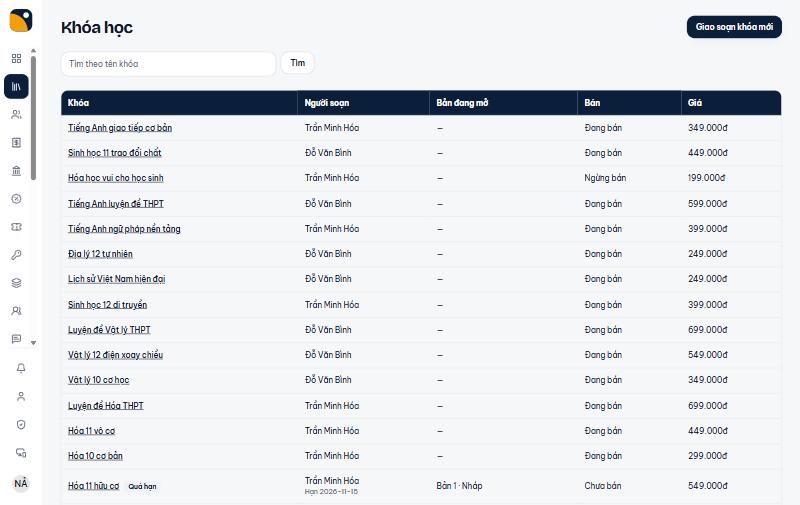 Khóa học
Giao soạn khóa mới
Tìm theo tên khóa
Tìm
Khóa Người soạn Bản đang mở Bán Giá
Tiếng Anh giao tiếp cơ bản Trần Minh Hóa – Đang bán 349.000đ
Sinh học 11 trao đổi chất Đỗ Văn Bình – Đang bán 449.000đ
Hóa học vui cho học sinh Trần Minh Hóa – Ngừng bán 199.000đ
Tiếng Anh luyện đề THPT Đỗ Văn Bình – Đang bán 599.000đ
Tiếng Anh ngữ pháp nền tảng Trần Minh Hóa – Đang bán 399.000đ
Địa lý 12 tự nhiên Đỗ Văn Bình – Đang bán 249.000đ
Lịch sử Việt Nam hiện đại Đỗ Văn Bình – Đang bán 249.000đ
Sinh học 12 di truyền Trần Minh Hóa – Đang bán 399.000đ
Luyện đề Vật lý THPT Đỗ Văn Bình – Đang bán 699.000đ
Vật lý 12 điện xoay chiều Đỗ Văn Bình – Đang bán 549.000đ
Vật lý 10 cơ học Đỗ Văn Bình – Đang bán 349.000đ
Luyện đề Hóa THPT Trần Minh Hóa – Đang bán 699.000đ
Hóa 11 vô cơ Trần Minh Hóa – Đang bán 449.000đ
Hóa 10 cơ bản Trần Minh Hóa – Đang bán 299.000đ
Hóa 11 hữu cơ Quá hạn Trần Minh Hóa Bản 1 · Nháp Chưa bán 549.000đ
Hạn 2026-11-15
NÁ